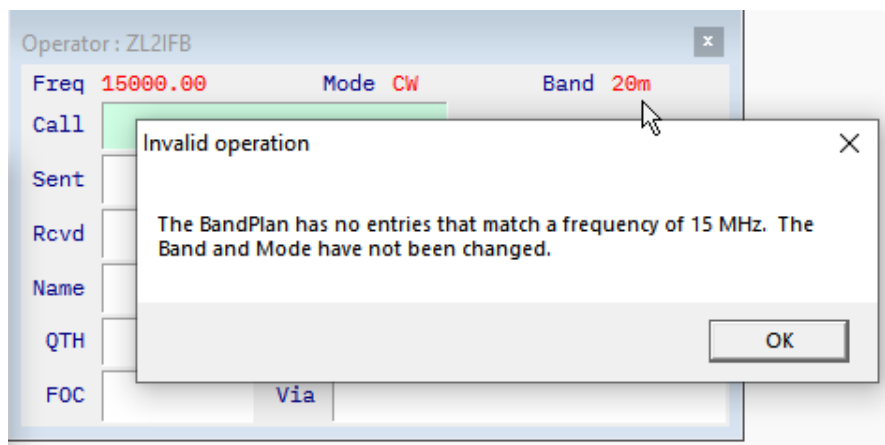 Operator : ZL2IFB
x
Freq 15000.00 Mode CW Band 20m
Call
Invalid operation
Sent
The BandPlan has no entries that match a frequency of 15 MHz. The
Rcvd
Band and Mode have not been changed.
Name
QTH
OK
FOC
Via